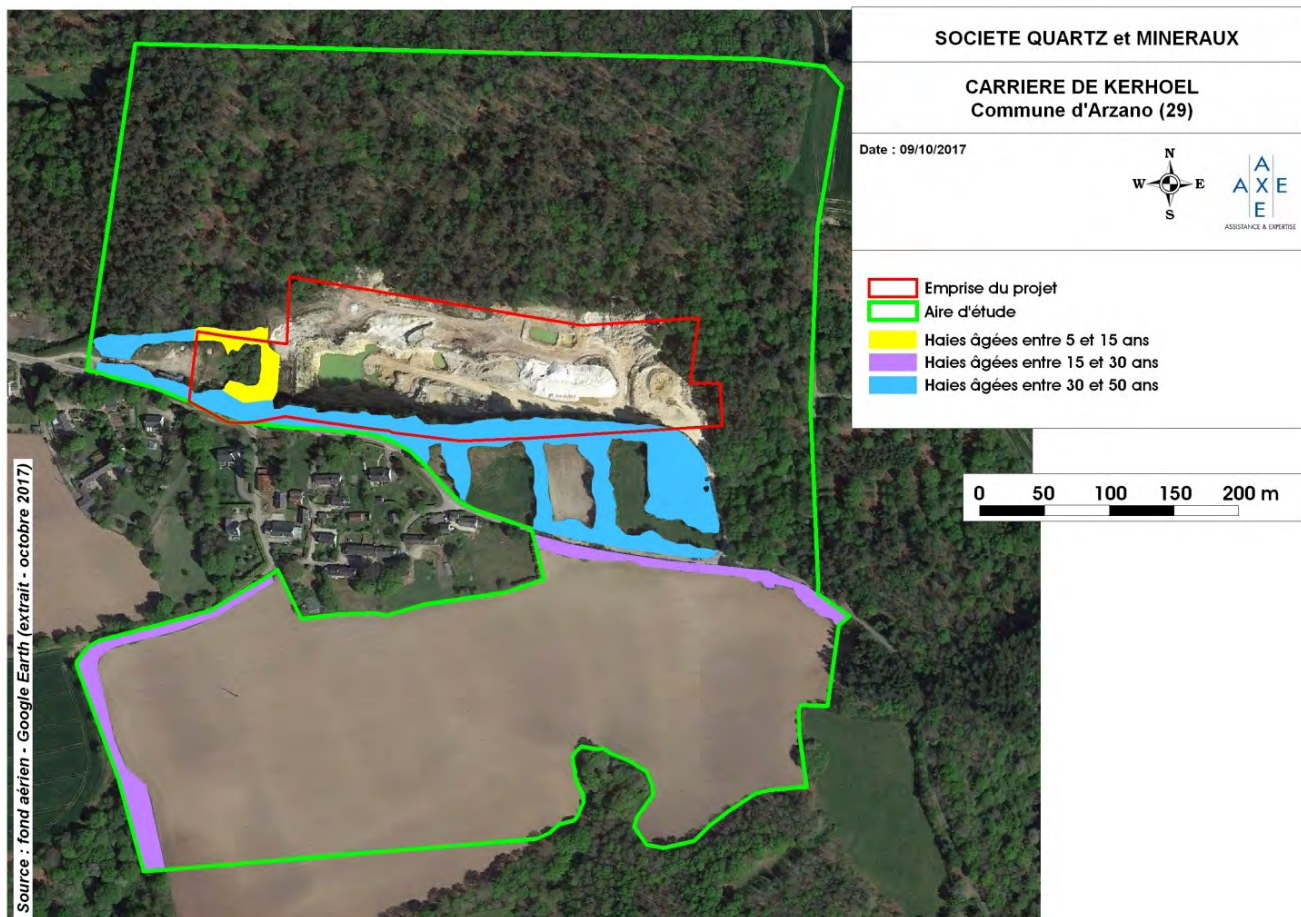 SOCIETE QUARTZ et MINERAUX
CARRIERE DE KERHOEL
Commune d'Arzano (29)
Date : 09/10/2017
N
W E
S
A
A X E
E
ASSISTANCE & EXPERTISE
Emprise du projet
Aire d'étude
Haies âgées entre 5 et 15 ans
Haies âgées entre 15 et 30 ans
Haies âgées entre 30 et 50 ans
0 50 100 150 200 m
Source : fond aérien - Google Earth (extrait - octobre 2017)